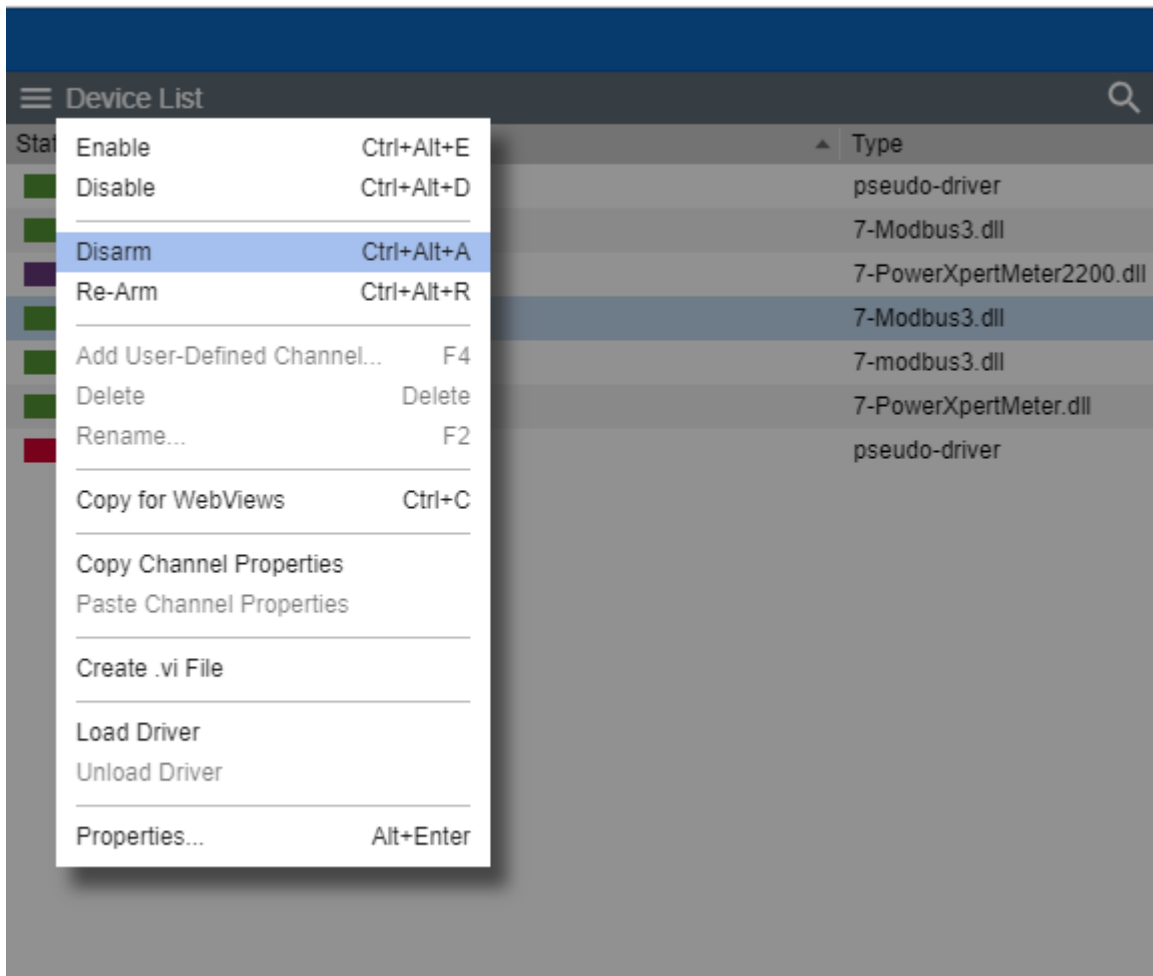 Device List
Stat
Type
Enable Ctrl+Alt+E
Disable Ctrl+Alt+D
Disarm Ctrl+Alt+A
Re-Arm Ctrl+Alt+R
Add User-Defined Channel... F4
Delete Delete
Rename... F2
Copy for WebViews Ctrl+C
Copy Channel Properties
Paste Channel Properties
Create .vi File
Load Driver
Unload Driver
Properties... Alt+Enter
pseudo-driver
7-Modbus3.dll
7-PowerXpertMeter2200.dll
7-Modbus3.dll
7-modbus3.dll
7-PowerXpertMeter.dll
pseudo-driver